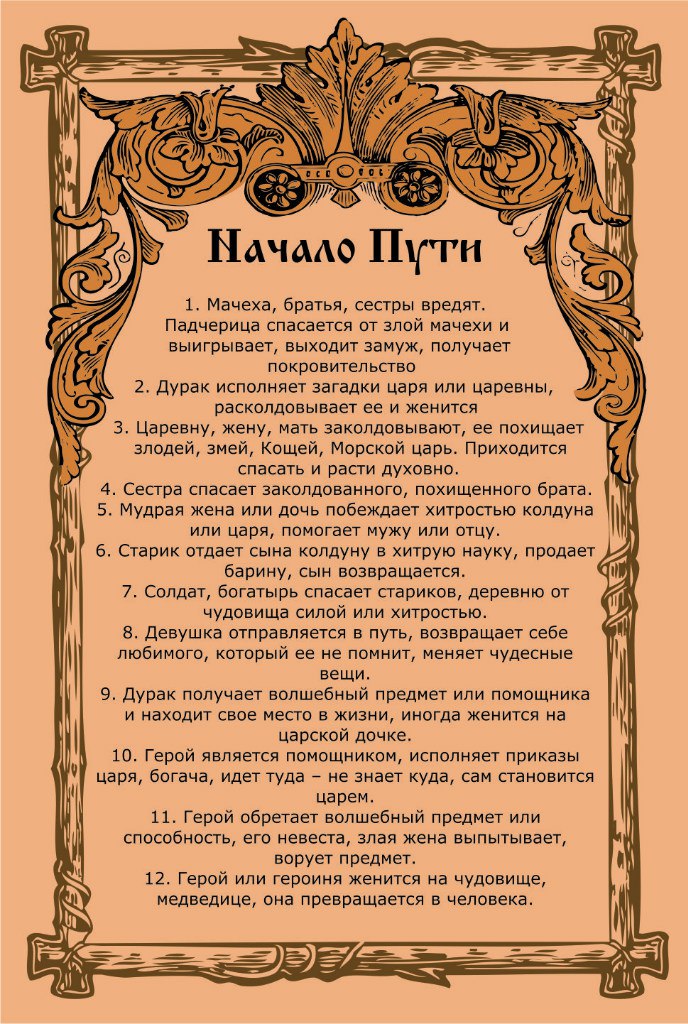 Начало Пути
1. Мачеха, братья, сестры вредят.
Падчерица спасается от злой мачехи и
выигрывает, выходит замуж, получает
покровительство
2. Дурак исполняет загадки царя или царевны,
расколдовывает ее и женится
3. Царевну, жену, мать заколдовывают, ее похищает
злодей, змей, Кощей, Морской царь. Приходится
спасать и расти духовно.
4. Сестра спасает заколдованного, похищенного брата.
5. Мудрая жена или дочь побеждает хитростью колдуна
или царя, помогает мужу или отцу.
6. Старик отдает сына колдуну в хитрую науку, продает
барину, сын возвращается.
7. Солдат, богатырь спасает стариков, деревню от
чудовища силой или хитростью.
8. Девушка отправляется в путь, возвращает себе
любимого, который ее не помнит, меняет чудесные
вещи.
9. Дурак получает волшебный предмет или помощника
и находит свое место в жизни, иногда женится на
царской дочке.
10. Герой является помощником, исполняет приказы
царя, богача, идет туда – не знает куда, сам становится
царем.
11. Герой обретает волшебный предмет или
способность, его невеста, злая жена выпытывает,
ворует предмет.
12. Герой или героиня женится на чудовище,
медведице, она превращается в человека.